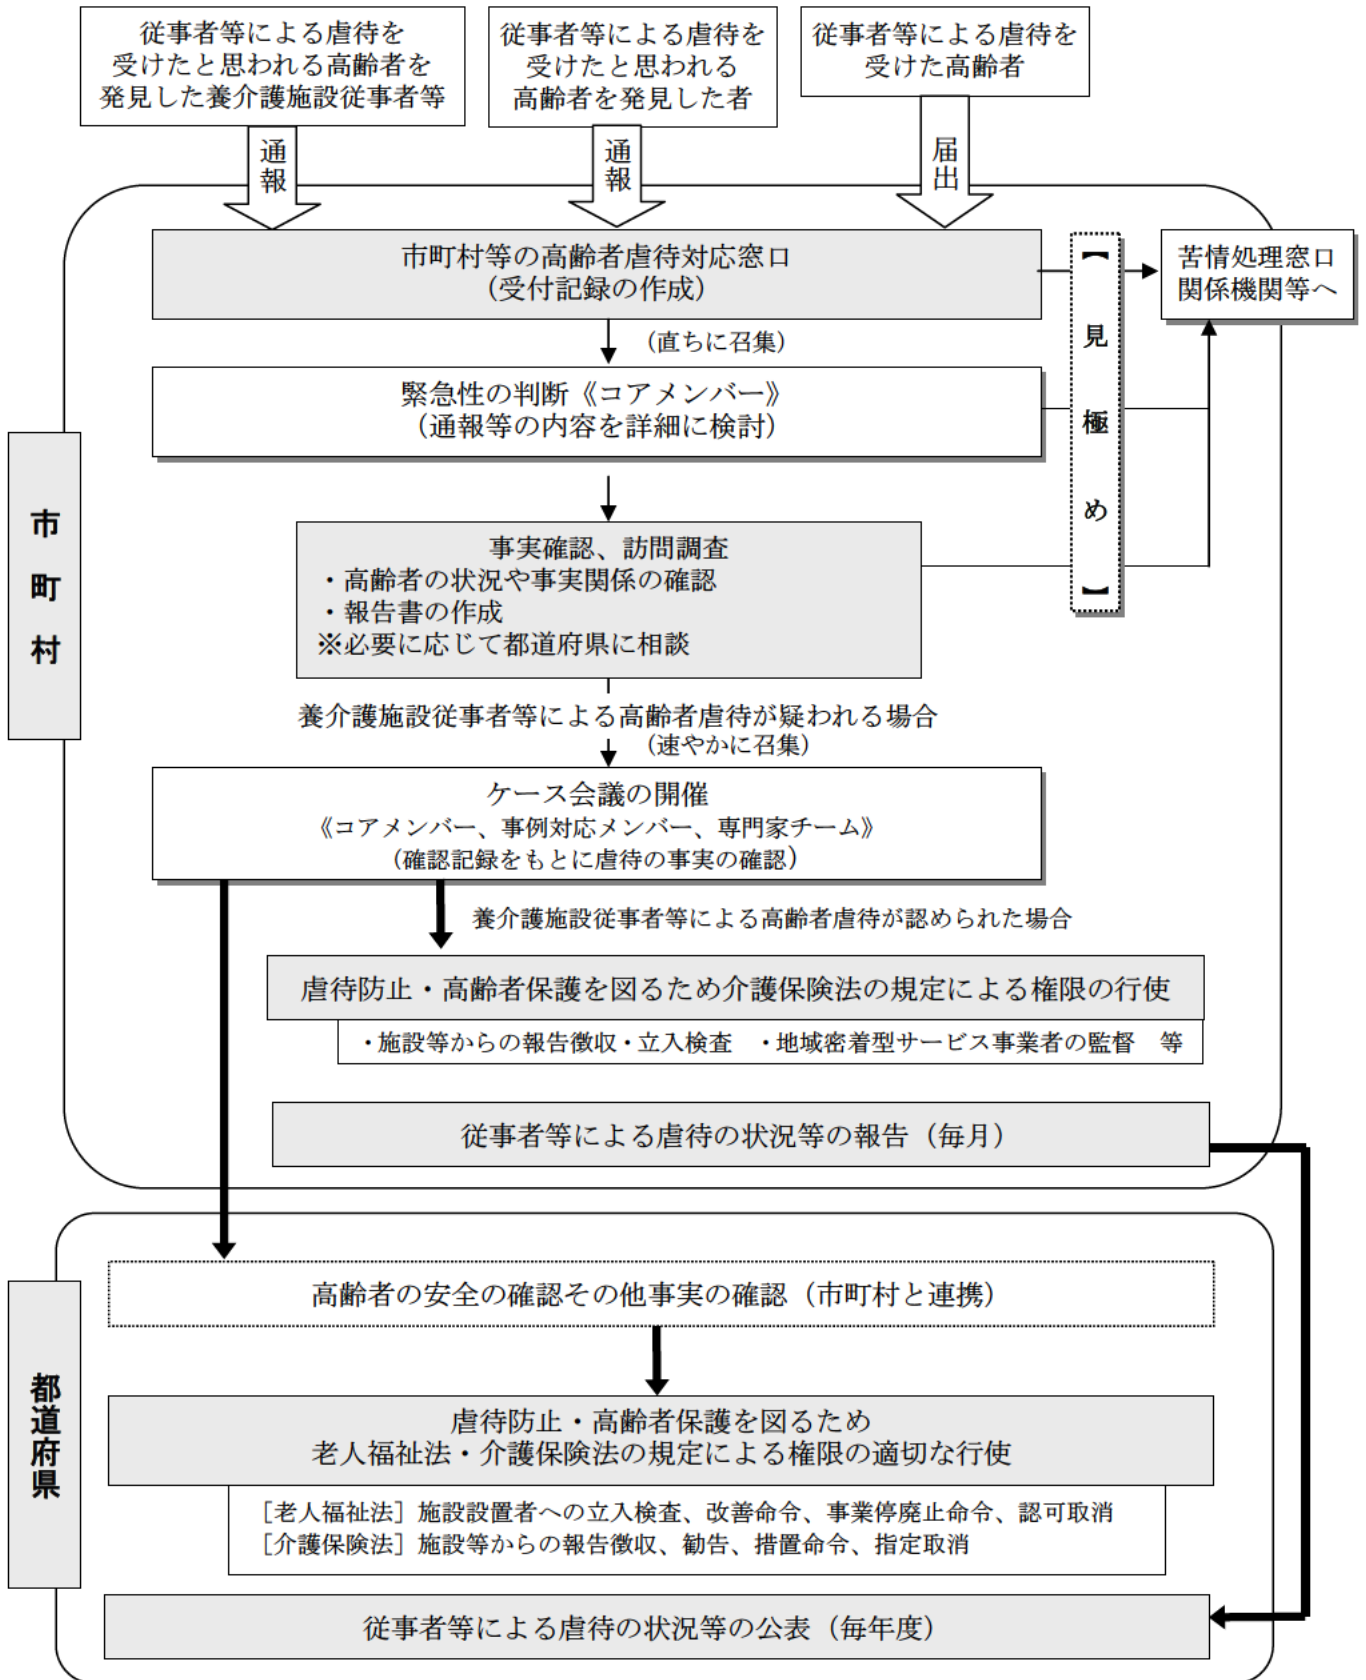 従事者等による虐待を
受けたと思われる高齢者を
発見した養介護施設従事者等
従事者等による虐待を
受けたと思われる
高齢者を発見した者
従事者等による虐待を
受けた高齢者
通報
通報
届出
市町村
市町村等の高齢者虐待対応窓口
（受付記録の作成）
【見極め】
苦情処理窓口
関係機関等へ
（直ちに召集）
緊急性の判断《コアメンバー》
（通報等の内容を詳細に検討）
事実確認、訪問調査
・高齢者の状況や事実関係の確認
・報告書の作成
※必要に応じて都道府県に相談
養介護施設従事者等による高齢者虐待が疑われる場合
（速やかに召集）
ケース会議の開催
《コアメンバー、事例対応メンバー、専門家チーム》
（確認記録をもとに虐待の事実の確認）
養介護施設従事者等による高齢者虐待が認められた場合
虐待防止・高齢者保護を図るため介護保険法の規定による権限の行使
・施設等からの報告徴収・立入検査　・地域密着型サービス事業者の監督　等
従事者等による虐待の状況等の報告（毎月）
都道府県
高齢者の安全の確認その他事実の確認（市町村と連携）
虐待防止・高齢者保護を図るため
老人福祉法・介護保険法の規定による権限の適切な行使
［老人福祉法］施設設置者への立入検査、改善命令、事業停廃止命令、認可取消
［介護保険法］施設等からの報告徴収、勧告、措置命令、指定取消
従事者等による虐待の状況等の公表（毎年度）